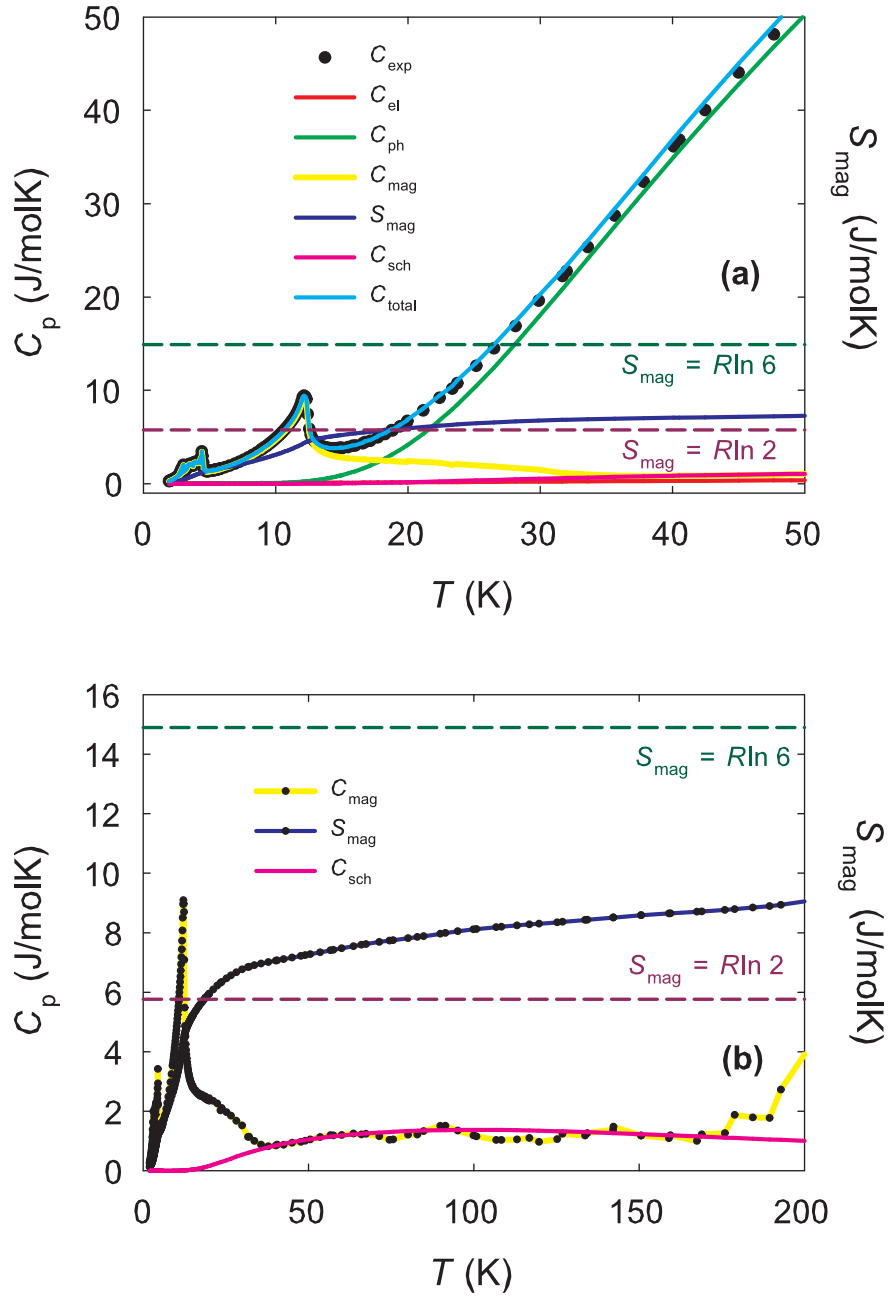 50
40
30
20
10
0
C_p (J/molK)
C_exp
C_el
C_ph
C_mag
S_mag
C_sch
C_total
(a)
S_mag = Rln 6
S_mag = Rln 2
S_mag (J/molK)
0 10 20 30 40 50
T (K)
16
14
12
10
8
6
4
2
0
C_p (J/molK)
S_mag = Rln 6
C_mag
S_mag
C_sch
S_mag = Rln 2
(b)
S_mag (J/molK)
0 50 100 150 200
T (K)